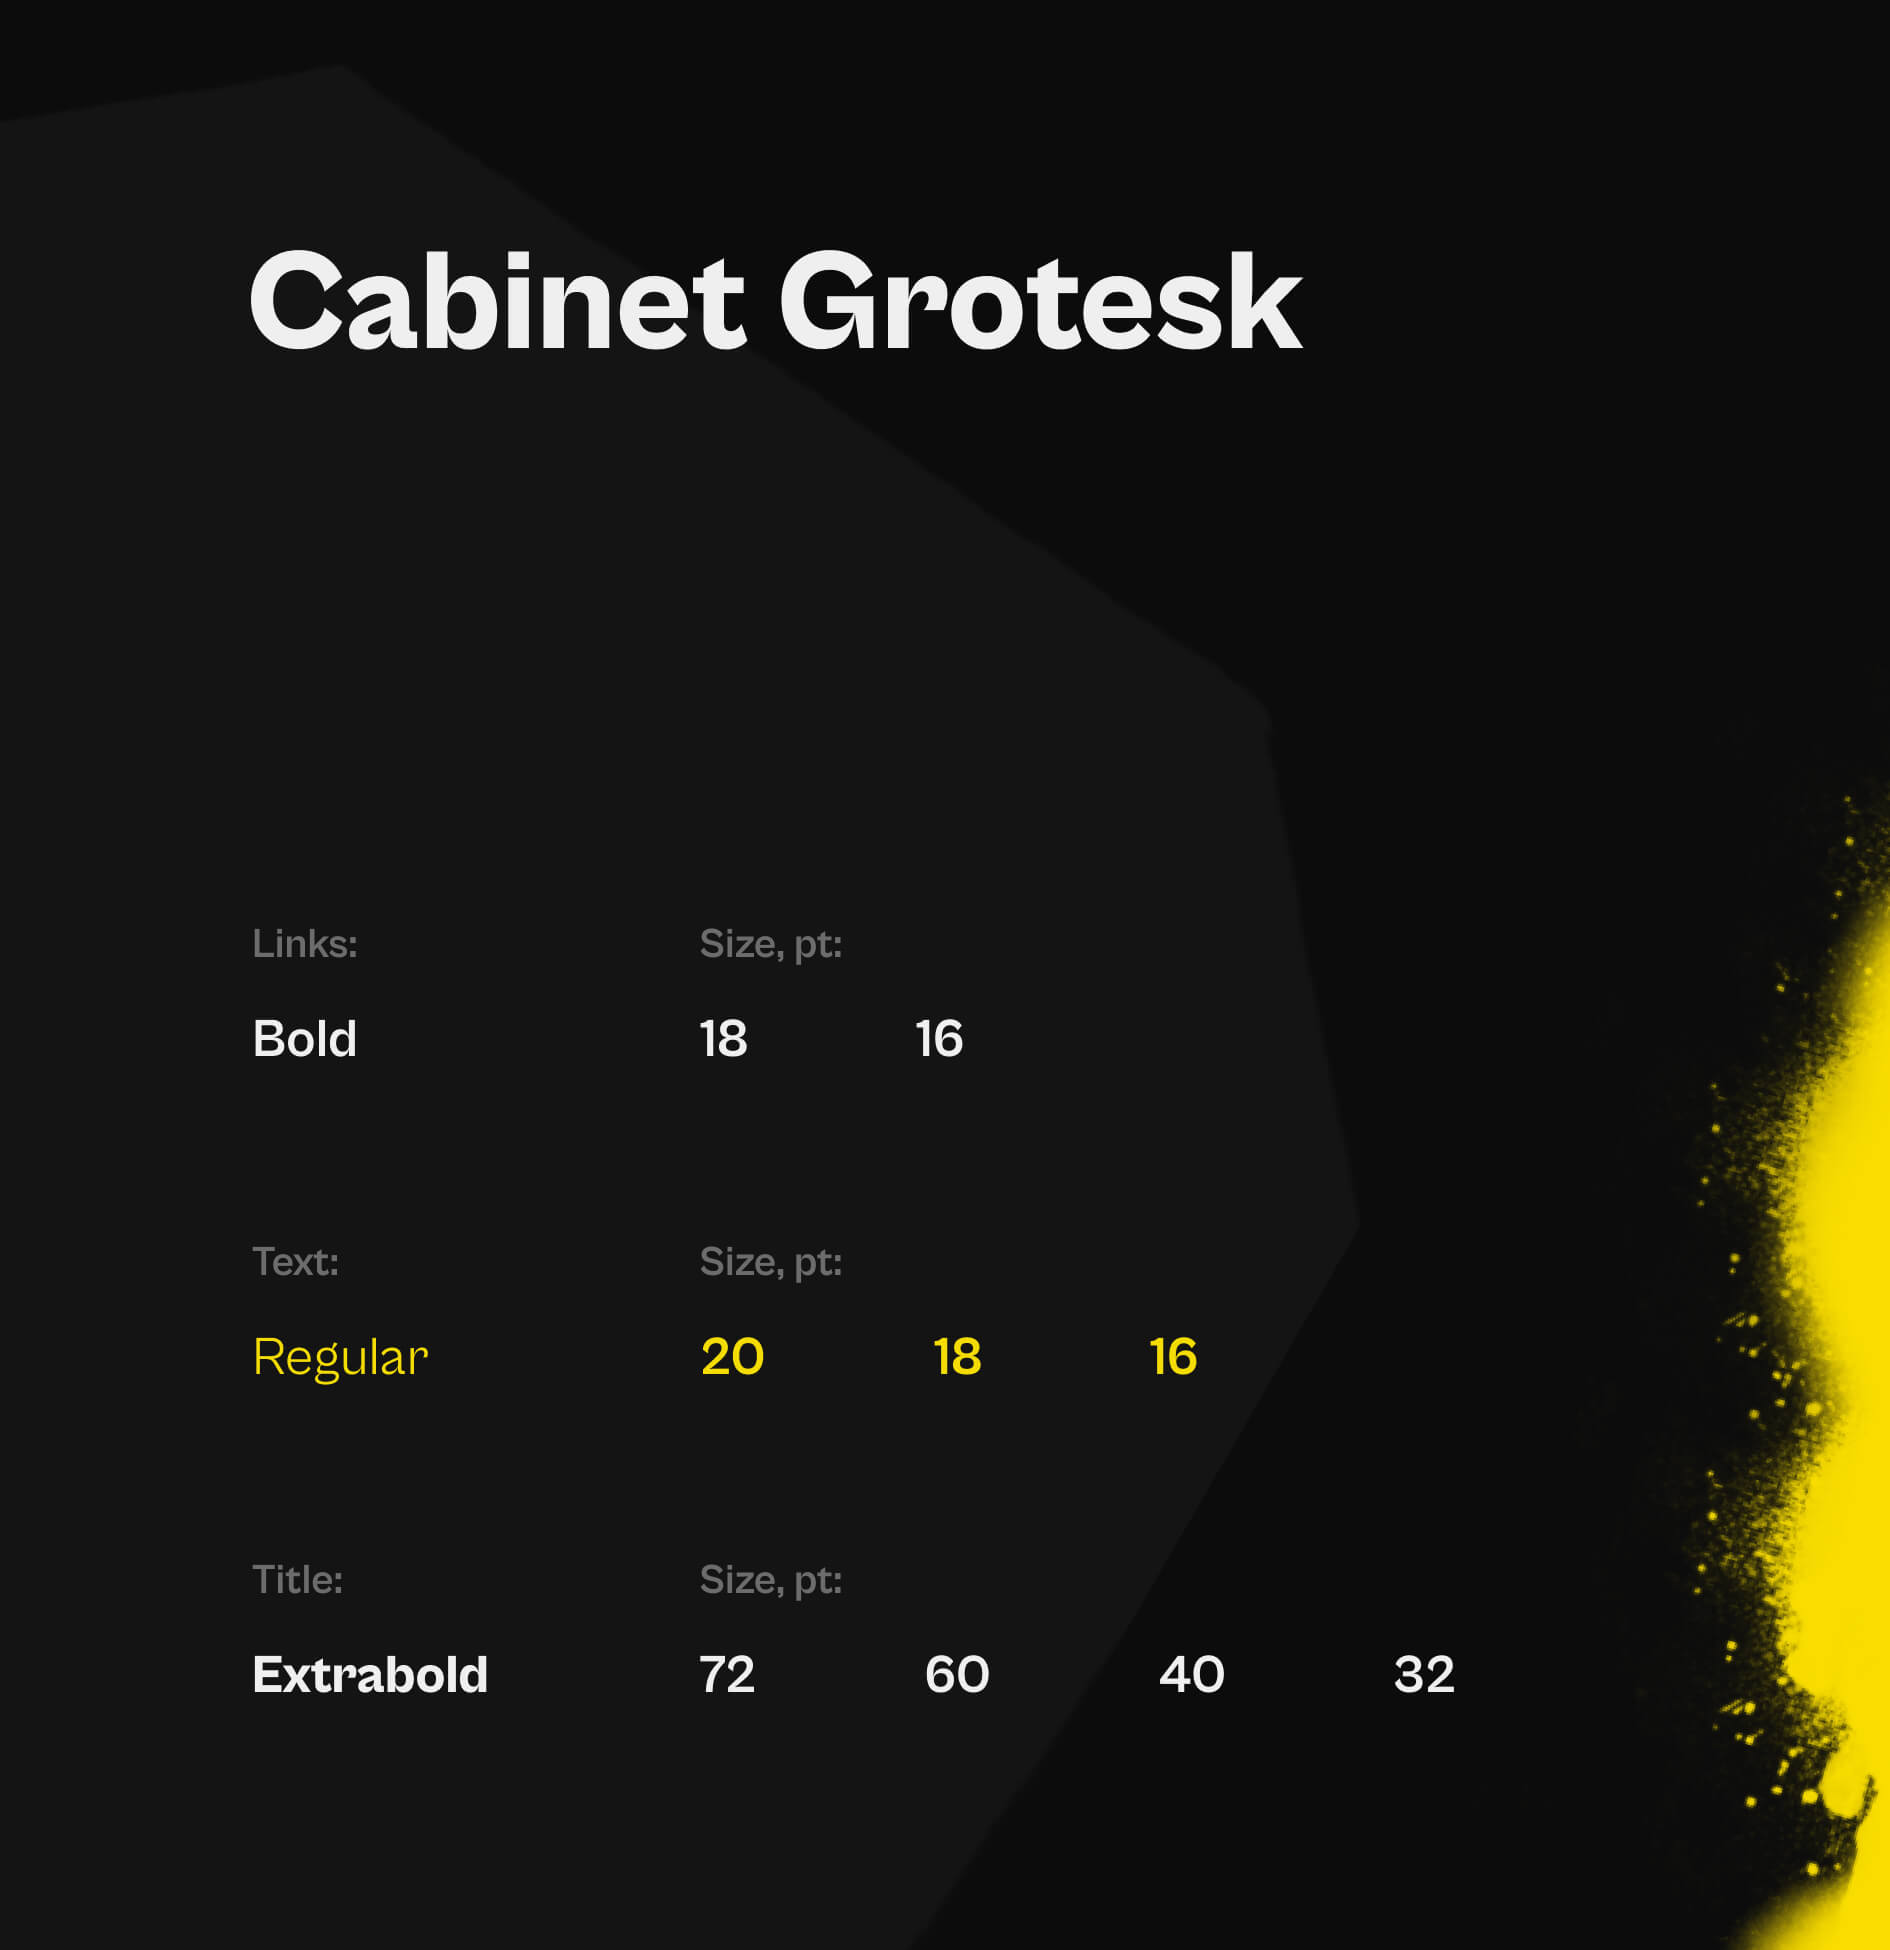 Cabinet Grotesk
Links: Size, pt:
Bold 18 16
Text: Size, pt:
Regular 20 18 16
Title: Size, pt:
Extrabold 72 60 40 32